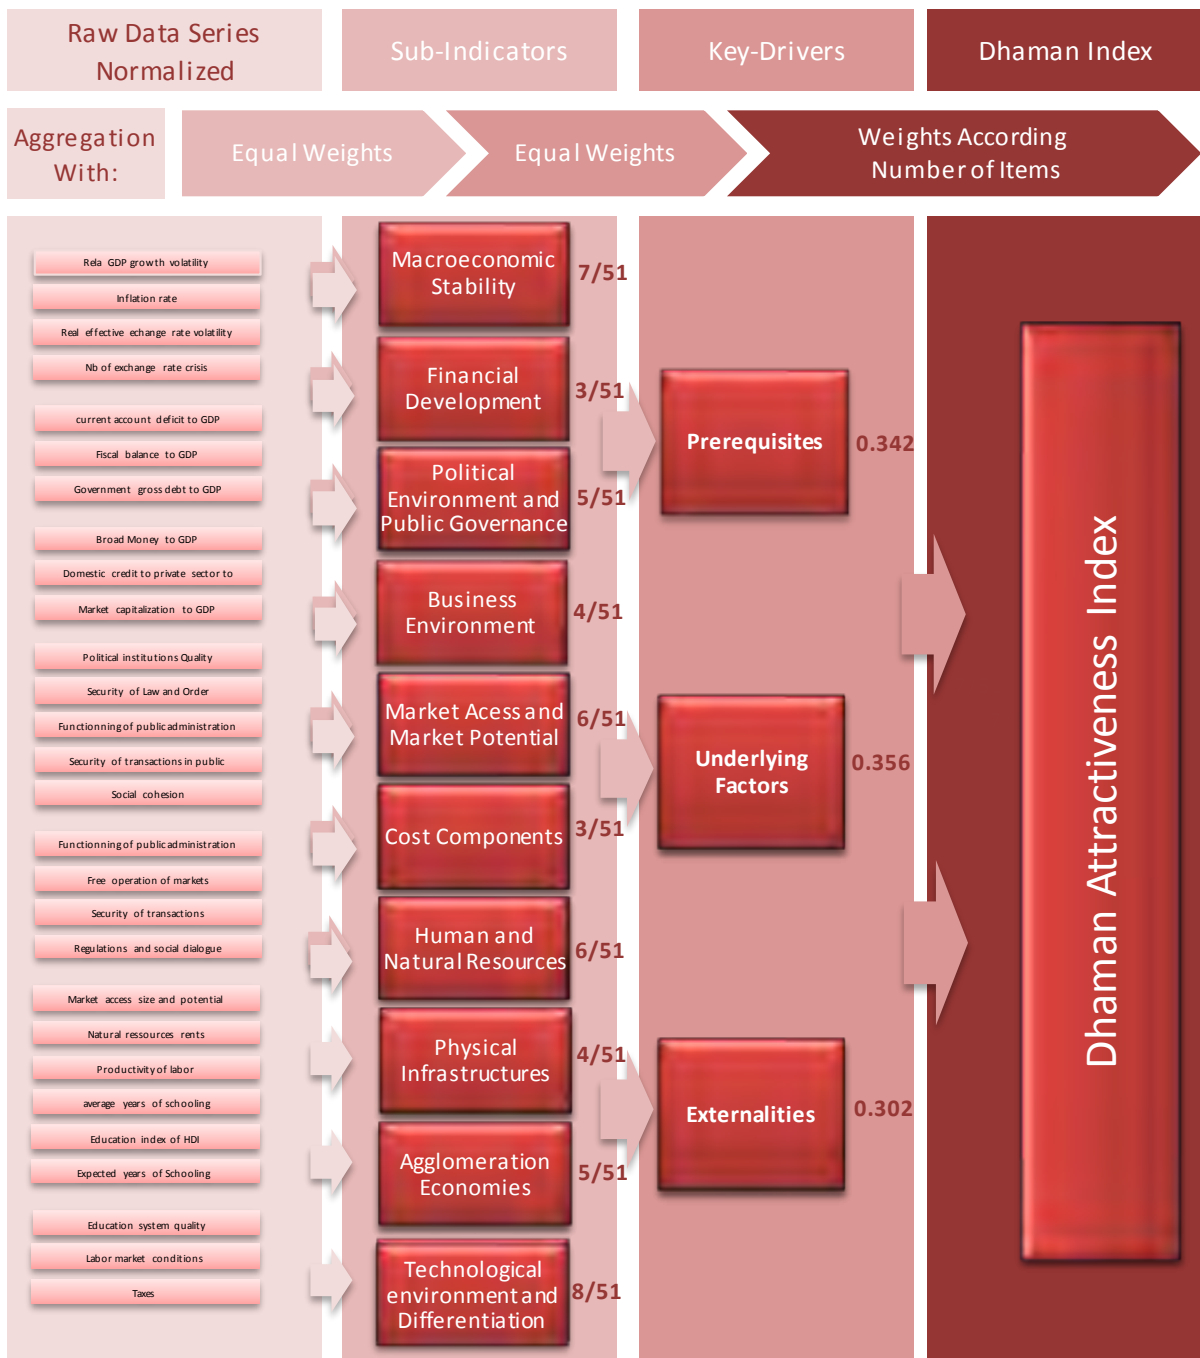 Raw Data Series
Normalized
Sub-Indicators
Key-Drivers
Dhaman Index
Aggregation
With:
Equal Weights
Equal Weights
Weights According
Number of Items
Rela GDP growth volatility
Inflation rate
Real effective echange rate volatility
Nb of exchange rate crisis
current account deficit to GDP
Fiscal balance to GDP
Government gross debt to GDP
Broad Money to GDP
Domestic credit to private sector to
Market capitalization to GDP
Political institutions Quality
Security of Law and Order
Functionning of public administration
Security of transactions in public
Social cohesion
Functionning of public administration
Free operation of markets
Security of transactions
Regulations and social dialogue
Market access size and potential
Natural ressources rents
Productivity of labor
average years of schooling
Education index of HDI
Expected years of Schooling
Education system quality
Labor market conditions
Taxes
Macroeconomic
Stability
7/51
Financial
Development
3/51
Political
Environment and
Public Governance
5/51
Business
Environment
4/51
Market Acess and
Market Potential
6/51
Cost Components
3/51
Human and
Natural Resources
6/51
Physical
Infrastructures
4/51
Agglomeration
Economies
5/51
Technological
environment and
Differentiation
8/51
Prerequisites
0.342
Underlying
Factors
0.356
Externalities
0.302
Dhaman Attractiveness Index